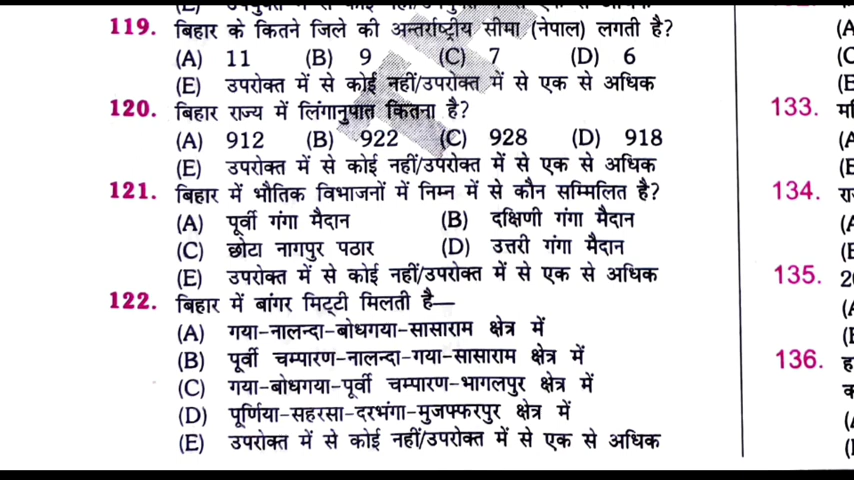 119. बिहार के कितने जिले की अन्तर्राष्ट्रीय सीमा (नेपाल) लगती है?
(A) 11 (B) 9 (C) 7 (D) 6
(E) उपरोक्त में से कोई नहीं/उपरोक्त में से एक से अधिक
120. बिहार राज्य में लिंगानुपात कितना है?
(A) 912 (B) 922 (C) 928 (D) 918
(E) उपरोक्त में से कोई नहीं/उपरोक्त में से एक से अधिक
121. बिहार में भौतिक विभाजनों में निम्न में से कौन सम्मिलित है?
(A) पूर्वी गंगा मैदान (B) दक्षिणी गंगा मैदान
(C) छोटा नागपुर पठार (D) उत्तरी गंगा मैदान
(E) उपरोक्त में से कोई नहीं/उपरोक्त में से एक से अधिक
122. बिहार में बांगर मिट्टी मिलती है—
(A) गया-नालन्दा-बोधगया-सासाराम क्षेत्र में
(B) पूर्वी चम्पारण-नालन्दा-गया-सासाराम क्षेत्र में
(C) गया-बोधगया-पूर्वी चम्पारण-भागलपुर क्षेत्र में
(D) पूर्णिया-सहरसा-दरभंगा-मुजफ्फरपुर क्षेत्र में
(E) उपरोक्त में से कोई नहीं/उपरोक्त में से एक से अधिक
133.
134.
135.
136.